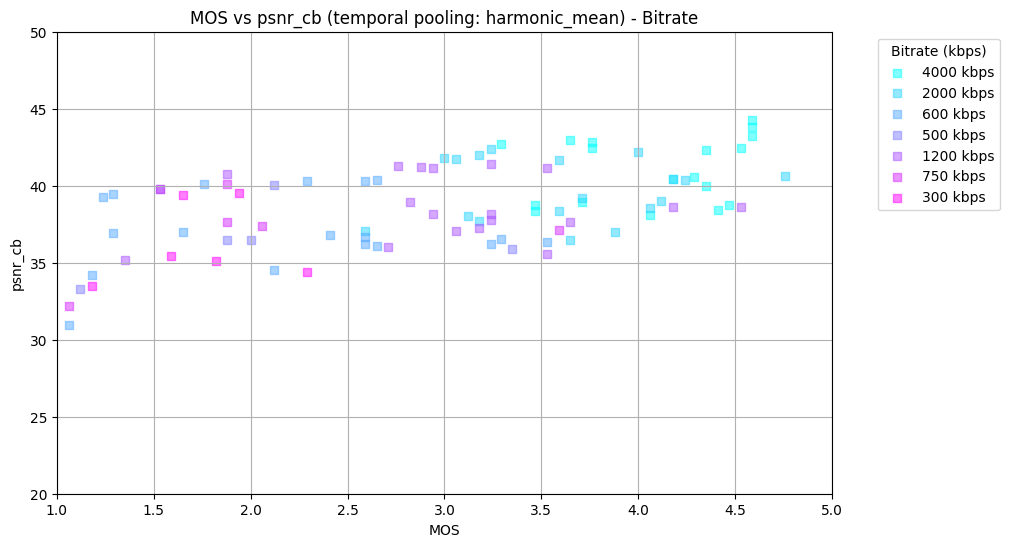 MOS vs psnr_cb (temporal pooling: harmonic_mean) - Bitrate
50
45
40
35
30
25
20
psnr_cb
1.0 1.5 2.0 2.5 3.0 3.5 4.0 4.5 5.0
MOS
Bitrate (kbps)
4000 kbps
2000 kbps
600 kbps
500 kbps
1200 kbps
750 kbps
300 kbps